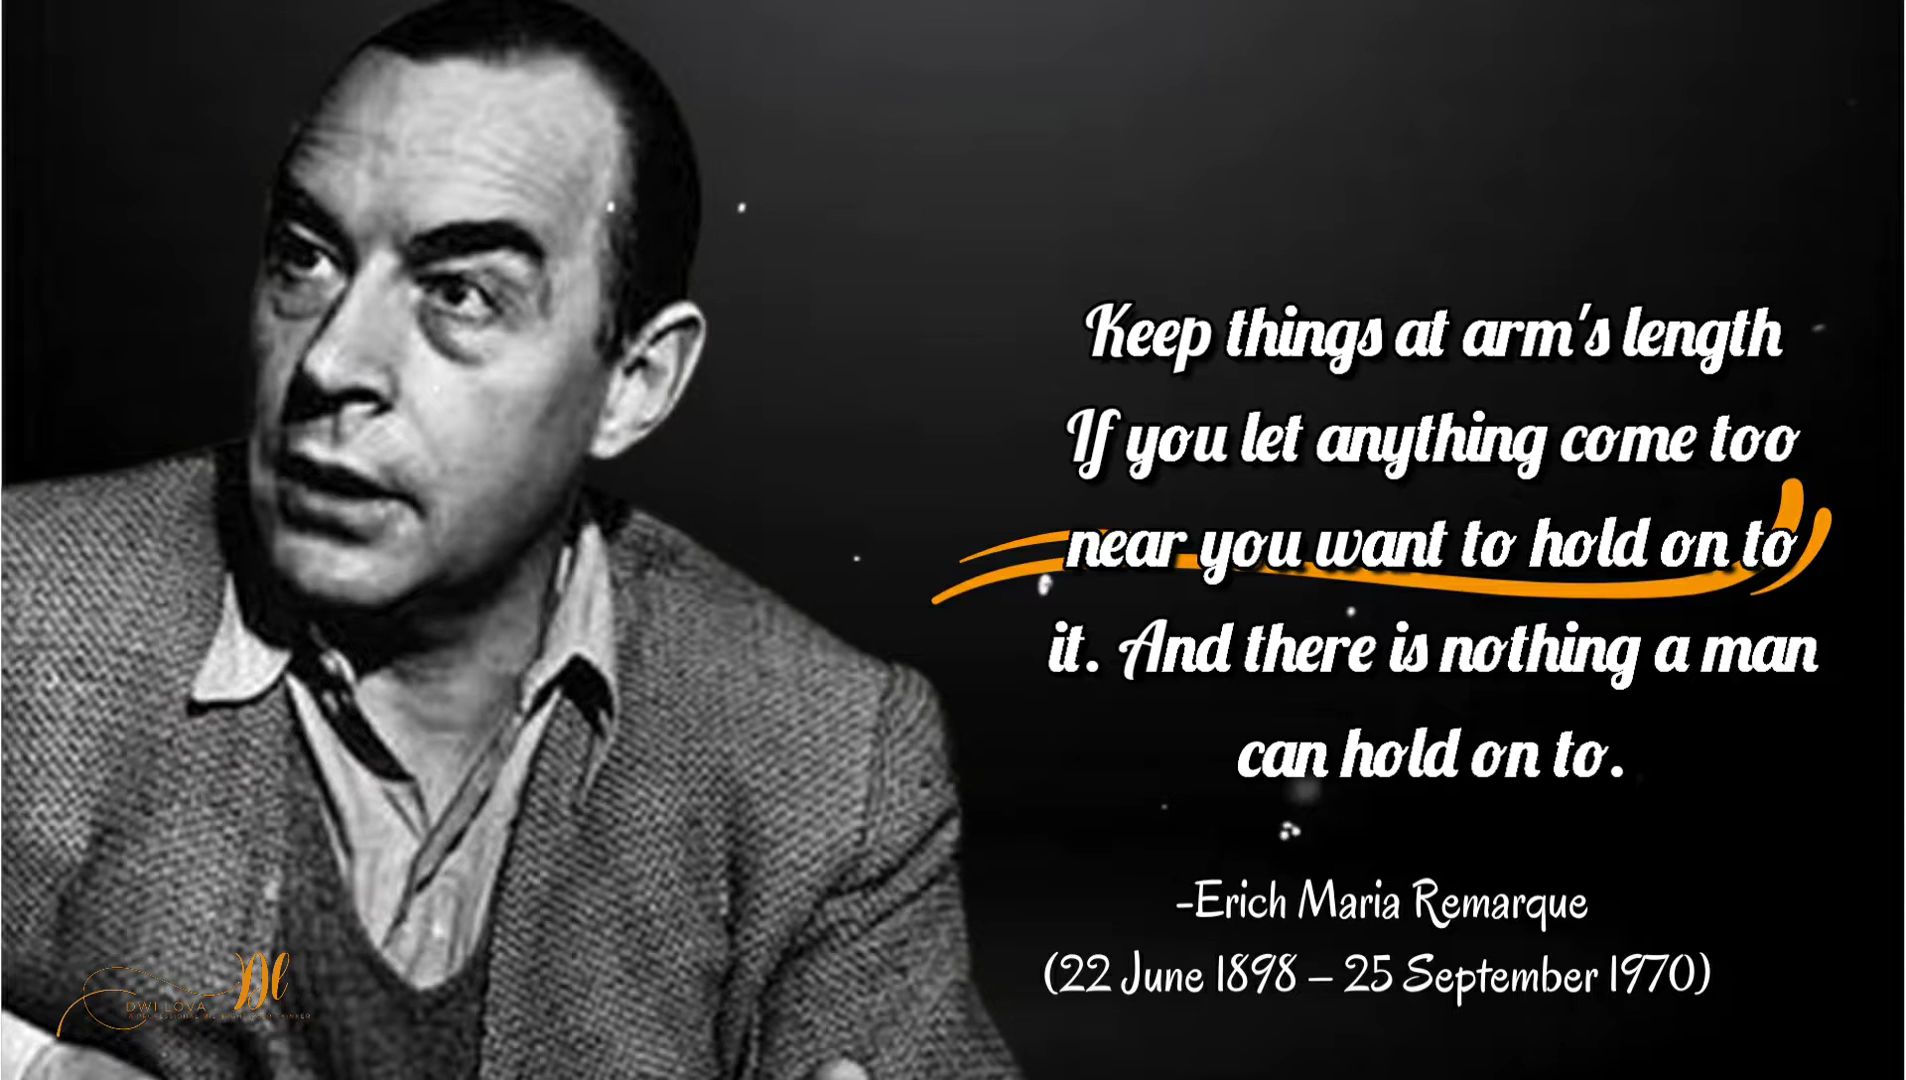 Keep things at arm's length
If you let anything come too
near you want to hold on to
it. And there is nothing a man
can hold on to.
-Erich Maria Remarque
(22 June 1898 – 25 September 1970)
Dl
DWI LOVA